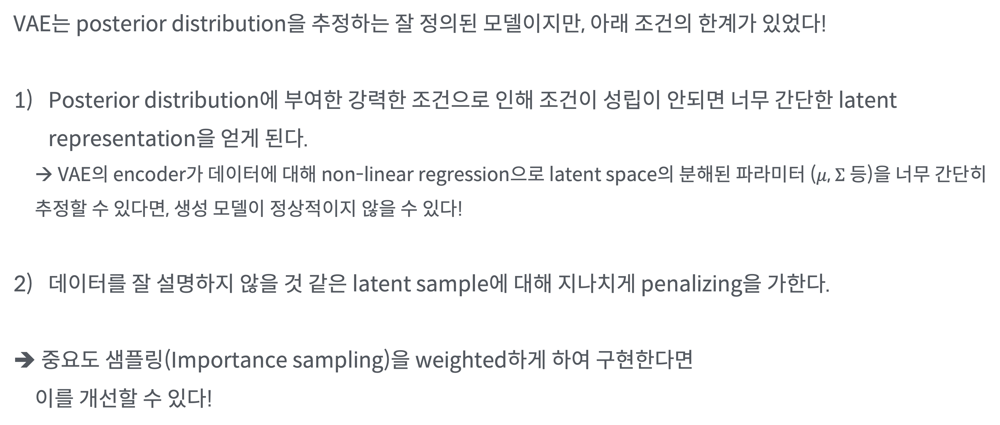 VAE는 posterior distribution을 추정하는 잘 정의된 모델이지만, 아래 조건의 한계가 있었다!
1) Posterior distribution에 부여한 강력한 조건으로 인해 조건이 성립이 안되면 너무 간단한 latent
representation을 얻게 된다.
→ VAE의 encoder가 데이터에 대해 non-linear regression으로 latent space의 분해된 파라미터 (μ, Σ 등)을 너무 간단히
추정할 수 있다면, 생성 모델이 정상적이지 않을 수 있다!
2) 데이터를 잘 설명하지 않을 것 같은 latent sample에 대해 지나치게 penalizing을 가한다.
➔ 중요도 샘플링(Importance sampling)을 weighted하게 하여 구현한다면
이를 개선할 수 있다!